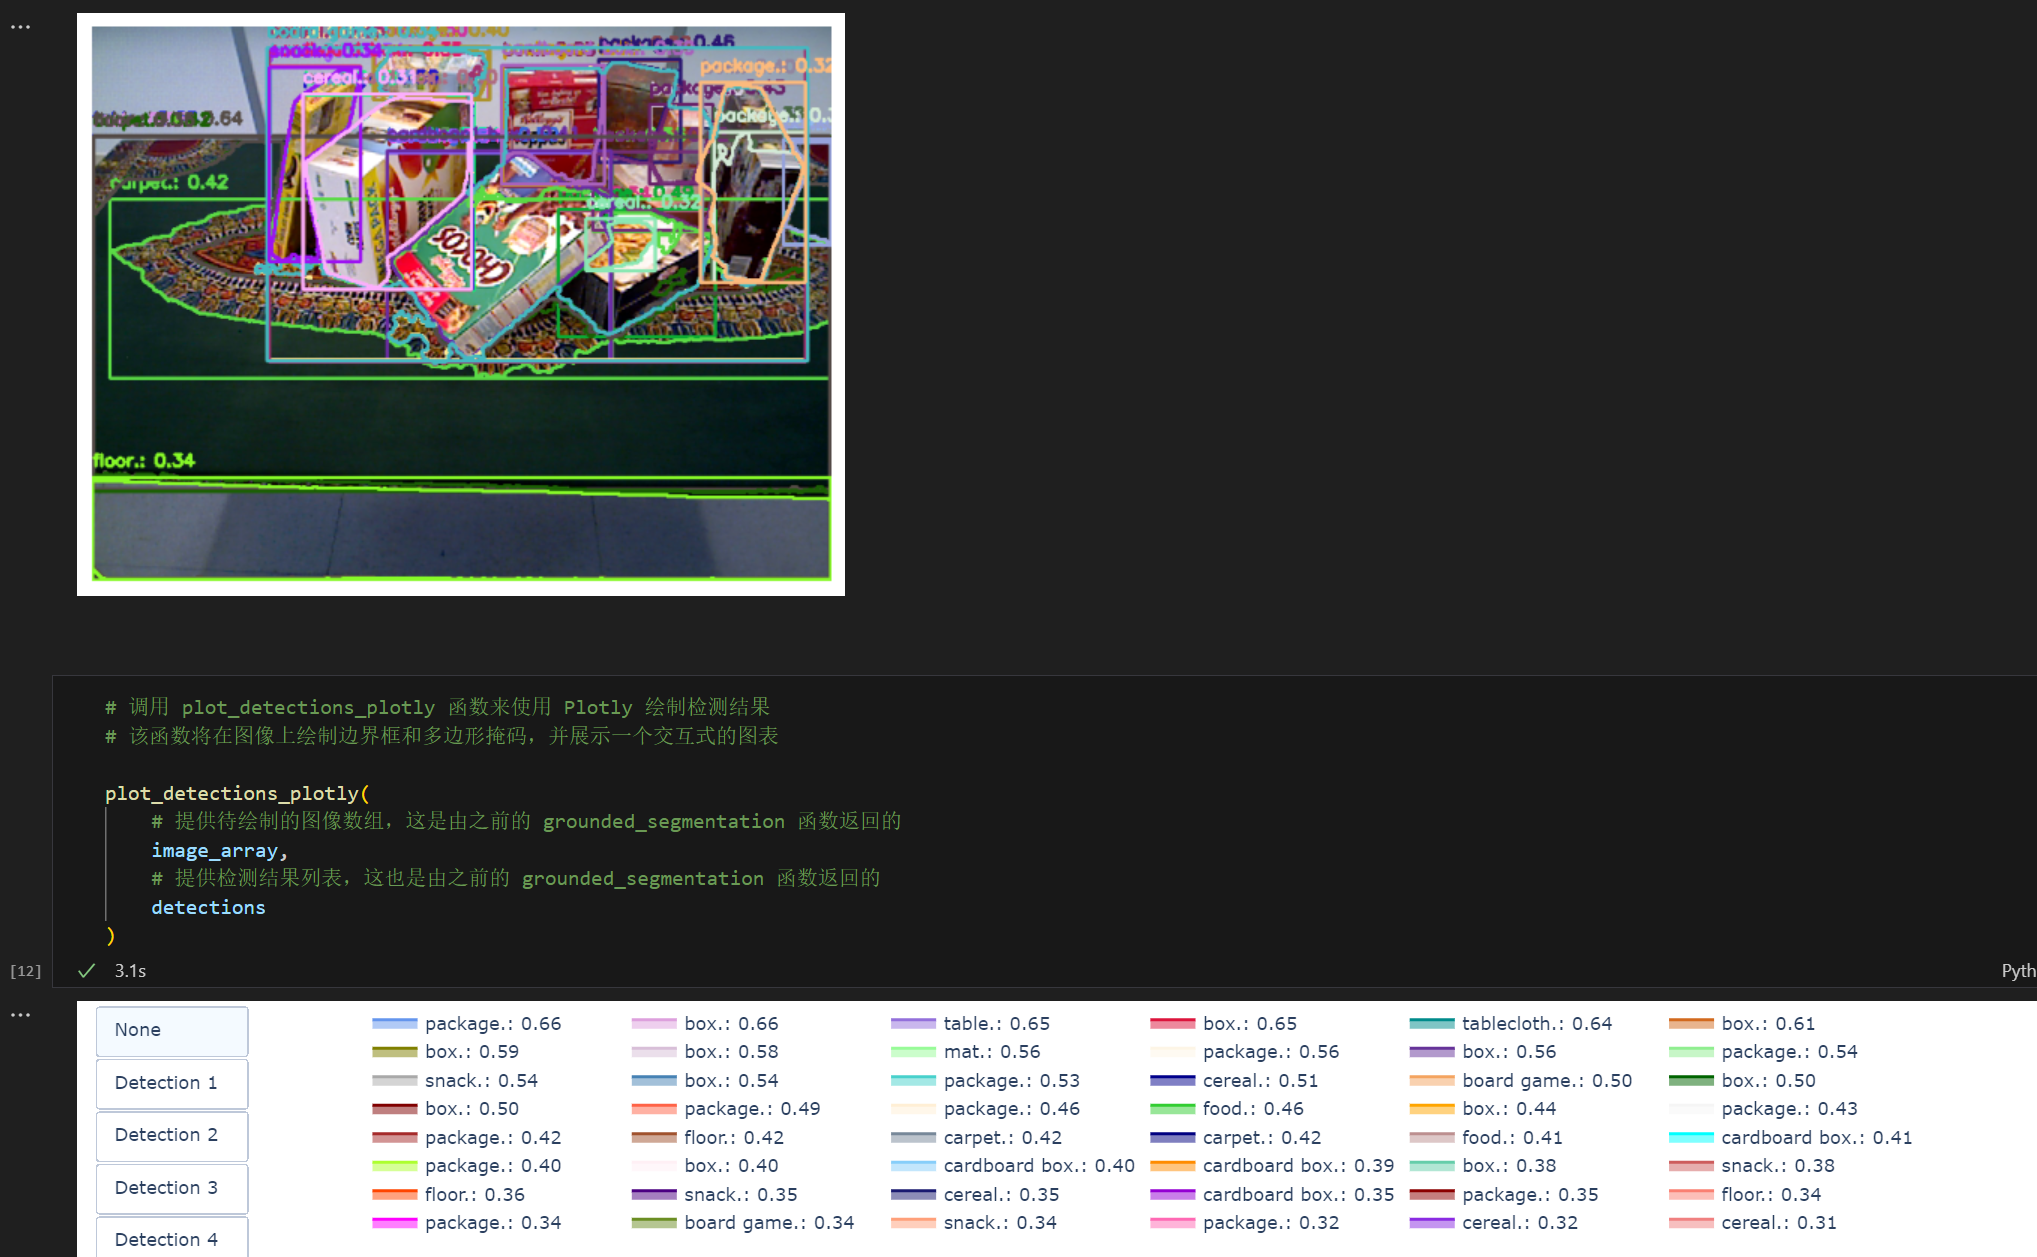 package.: 0.46
snack.: 0.34
package.: 0.32
cereal.: 0.31
package.: 0.43
0.64
carpet.: 0.42
cereal.: 0.32
CHOCOS
floor.: 0.34
# 调用 plot_detections_plotly 函数来使用 Plotly 绘制检测结果
# 该函数将在图像上绘制边界框和多边形掩码，并展示一个交互式的图表
plot_detections_plotly(
# 提供待绘制的图像数组，这是由之前的 grounded_segmentation 函数返回的
image_array,
# 提供检测结果列表，这也是由之前的 grounded_segmentation 函数返回的
detections
)
[12]
3.1s
Pyth
None
Detection 1
Detection 2
Detection 3
Detection 4
package.: 0.66 box.: 0.66 table.: 0.65 box.: 0.65 tablecloth.: 0.64 box.: 0.61
box.: 0.59 box.: 0.58 mat.: 0.56 package.: 0.56 box.: 0.56 package.: 0.54
snack.: 0.54 box.: 0.54 package.: 0.53 cereal.: 0.51 board game.: 0.50 box.: 0.50
box.: 0.50 package.: 0.49 package.: 0.46 food.: 0.46 box.: 0.44 package.: 0.43
package.: 0.42 floor.: 0.42 carpet.: 0.42 carpet.: 0.42 food.: 0.41 cardboard box.: 0.41
package.: 0.40 box.: 0.40 cardboard box.: 0.40 cardboard box.: 0.39 box.: 0.38 snack.: 0.38
floor.: 0.36 snack.: 0.35 cereal.: 0.35 cardboard box.: 0.35 package.: 0.35 floor.: 0.34
package.: 0.34 board game.: 0.34 snack.: 0.34 package.: 0.32 cereal.: 0.32 cereal.: 0.31